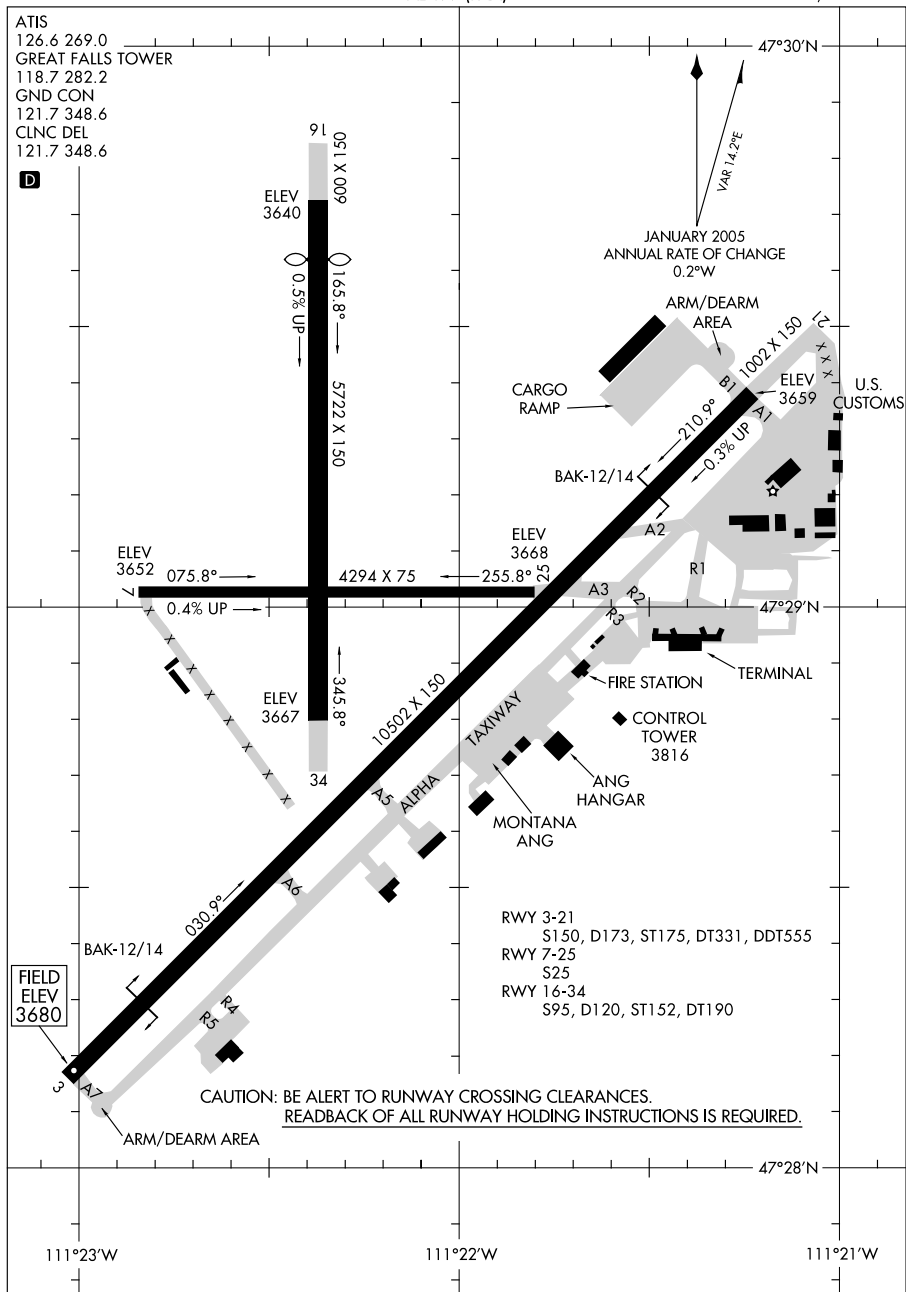 ATIS
126.6 269.0
GREAT FALLS TOWER
118.7 282.2
GND CON
121.7 348.6
CLNC DEL
121.7 348.6
D
47°30'N
VAR 14.2°E
JANUARY 2005
ANNUAL RATE OF CHANGE
0.2°W
16
600 X 150
ELEV
3640
0.5% UP
165.8°
5722 X 150
ARM/DEARM
AREA
1002 X 150
21
CARGO
RAMP
B1
A1
ELEV
3659
U.S.
CUSTOMS
210.9°
0.3% UP
BAK-12/14
A2
ELEV
3652
075.8°
4294 X 75
255.8°
ELEV
3668
25
7
0.4% UP
A3
R2
R1
R3
47°29'N
TERMINAL
FIRE STATION
CONTROL
TOWER
3816
ELEV
3667
345.8°
34
10502 X 150
ALPHA
TAXIWAY
ANG
HANGAR
MONTANA
ANG
A5
A6
030.9°
BAK-12/14
RWY 3-21
S150, D173, ST175, DT331, DDT555
RWY 7-25
S25
RWY 16-34
S95, D120, ST152, DT190
FIELD
ELEV
3680
R4
R5
3
A7
CAUTION: BE ALERT TO RUNWAY CROSSING CLEARANCES.
READBACK OF ALL RUNWAY HOLDING INSTRUCTIONS IS REQUIRED.
ARM/DEARM AREA
47°28'N
111°23'W
111°22'W
111°21'W